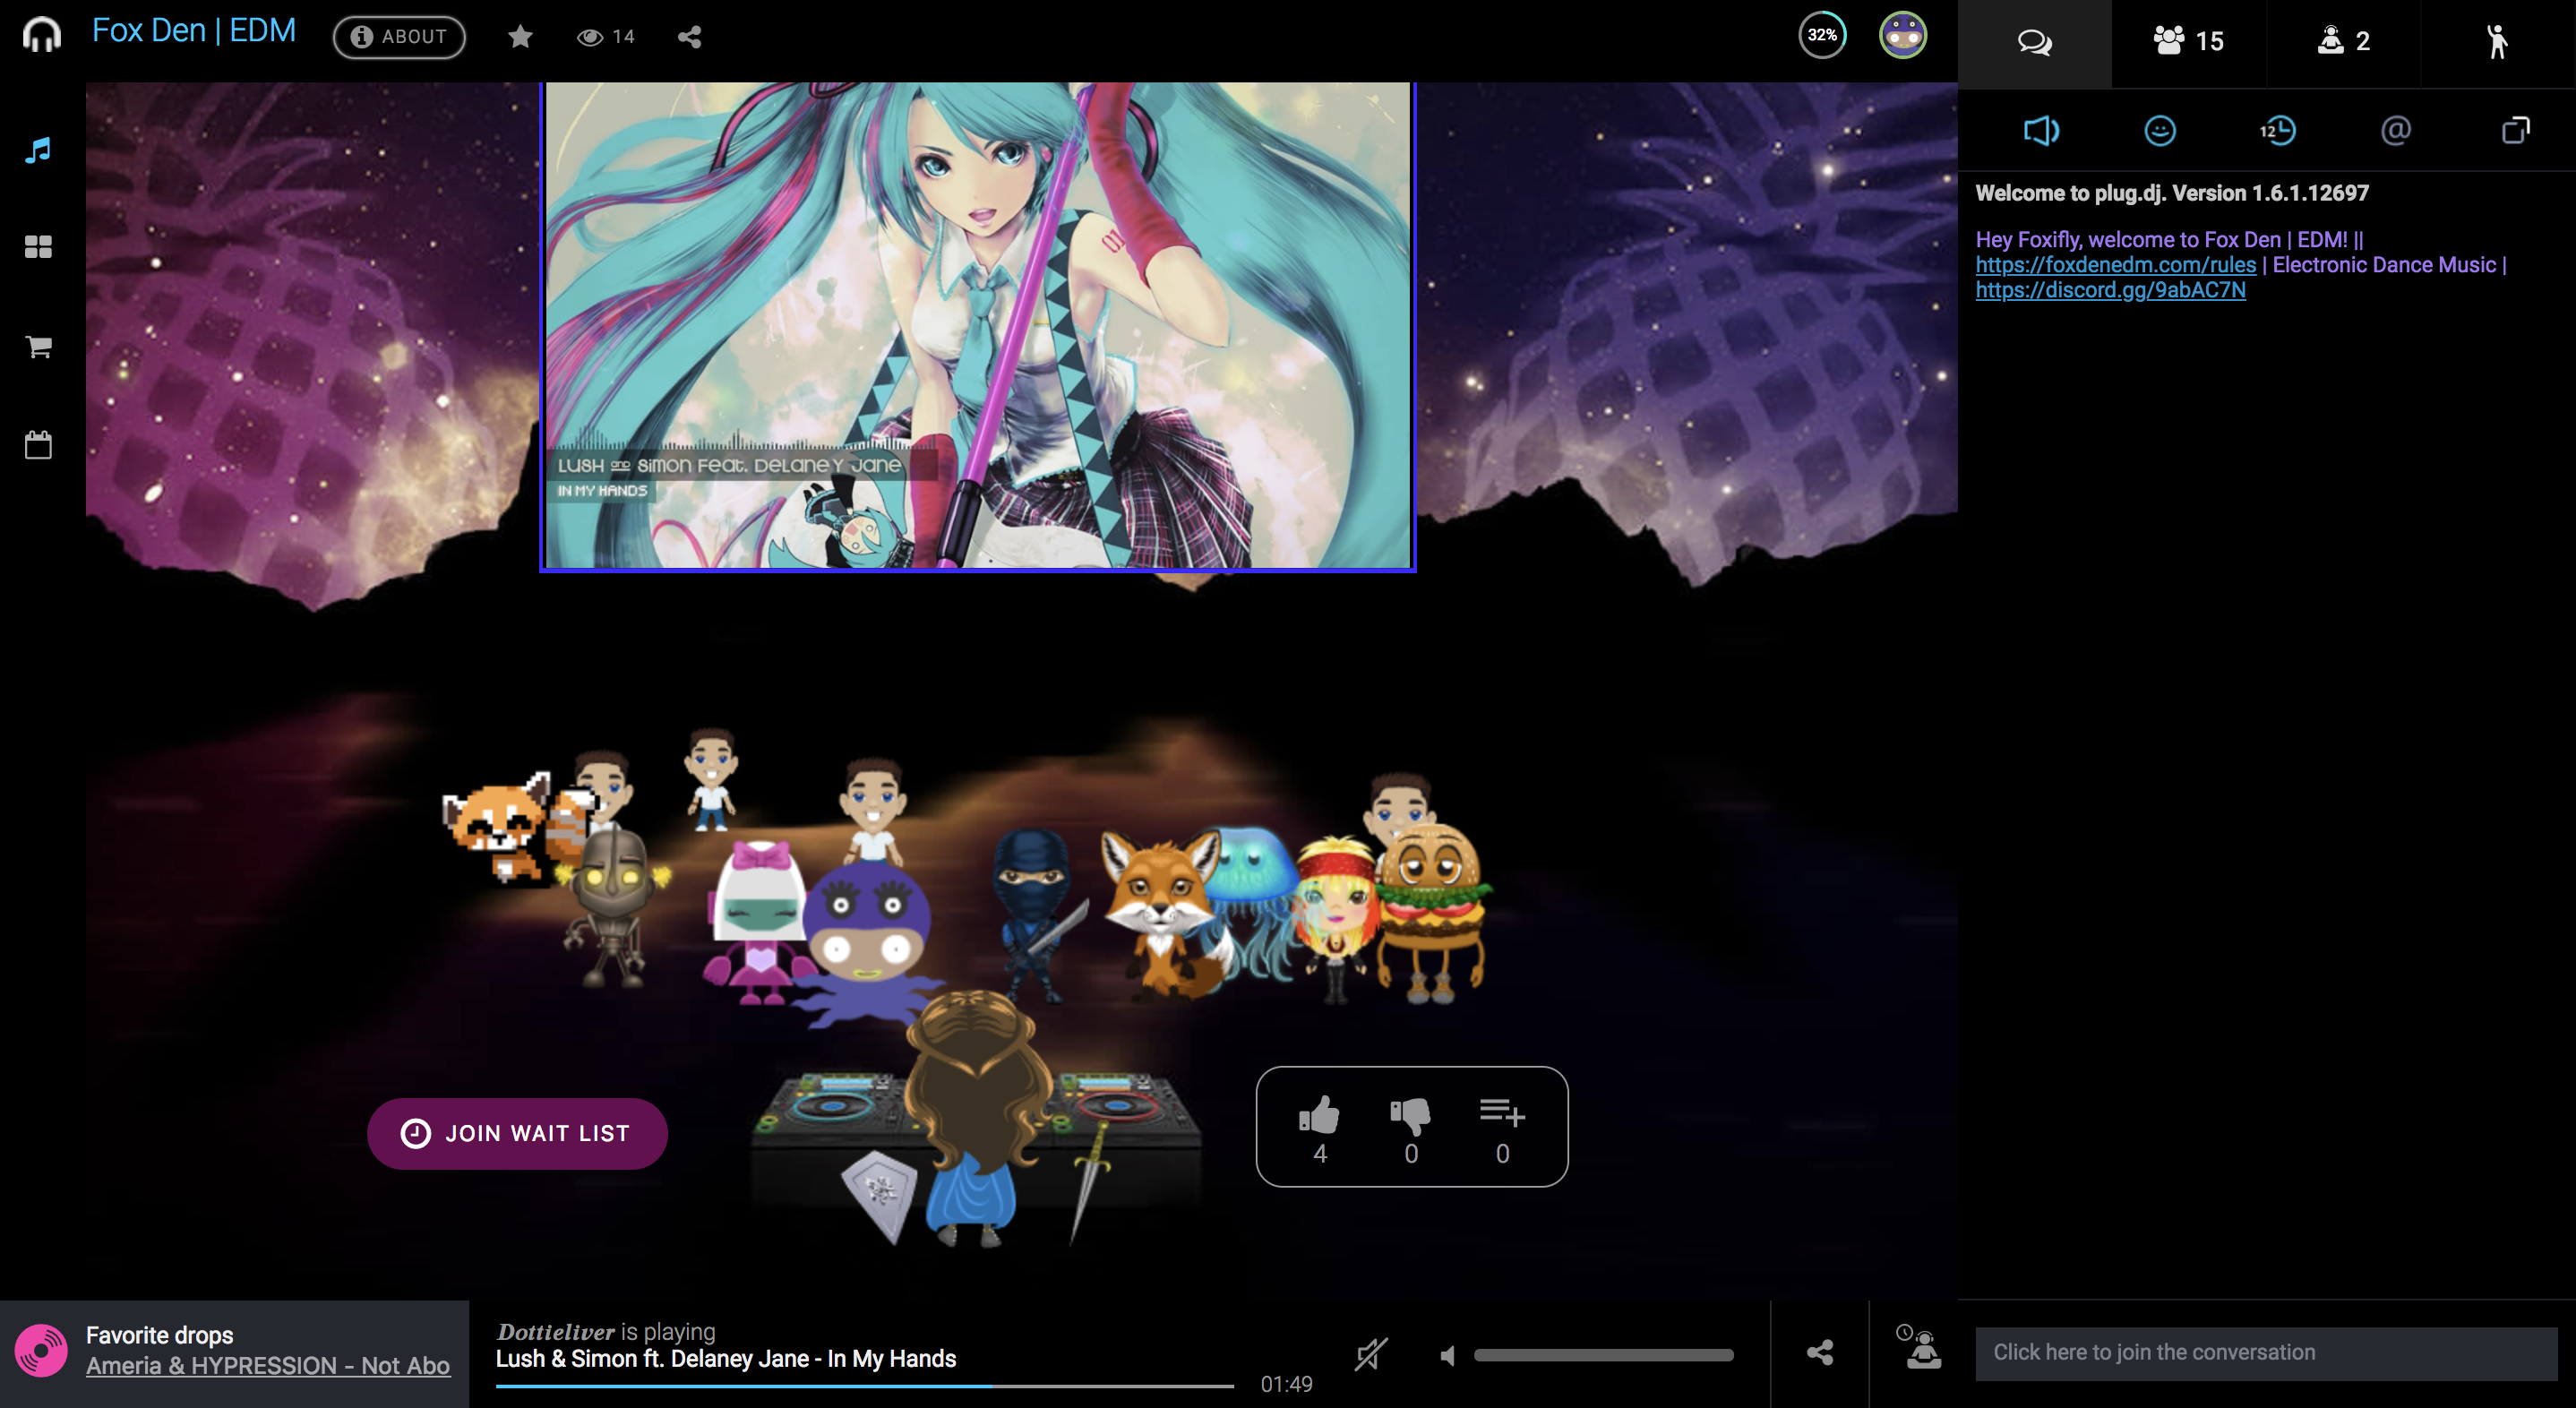 Fox Den | EDM
ABOUT
14
32%
15
2
12
@
Welcome to plug.dj. Version 1.6.1.12697
Hey Foxifly, welcome to Fox Den | EDM! ||
https://foxdenedm.com/rules | Electronic Dance Music |
https://discord.gg/9abAC7N
01
LUSH AND SIMON FEAT. DELANEY JANE
IN MY HANDS
JOIN WAIT LIST
4
0
0
Favorite drops
Ameria & HYPRESSION - Not Abo
Dottieliver is playing
Lush & Simon ft. Delaney Jane - In My Hands
01:49
Click here to join the conversation